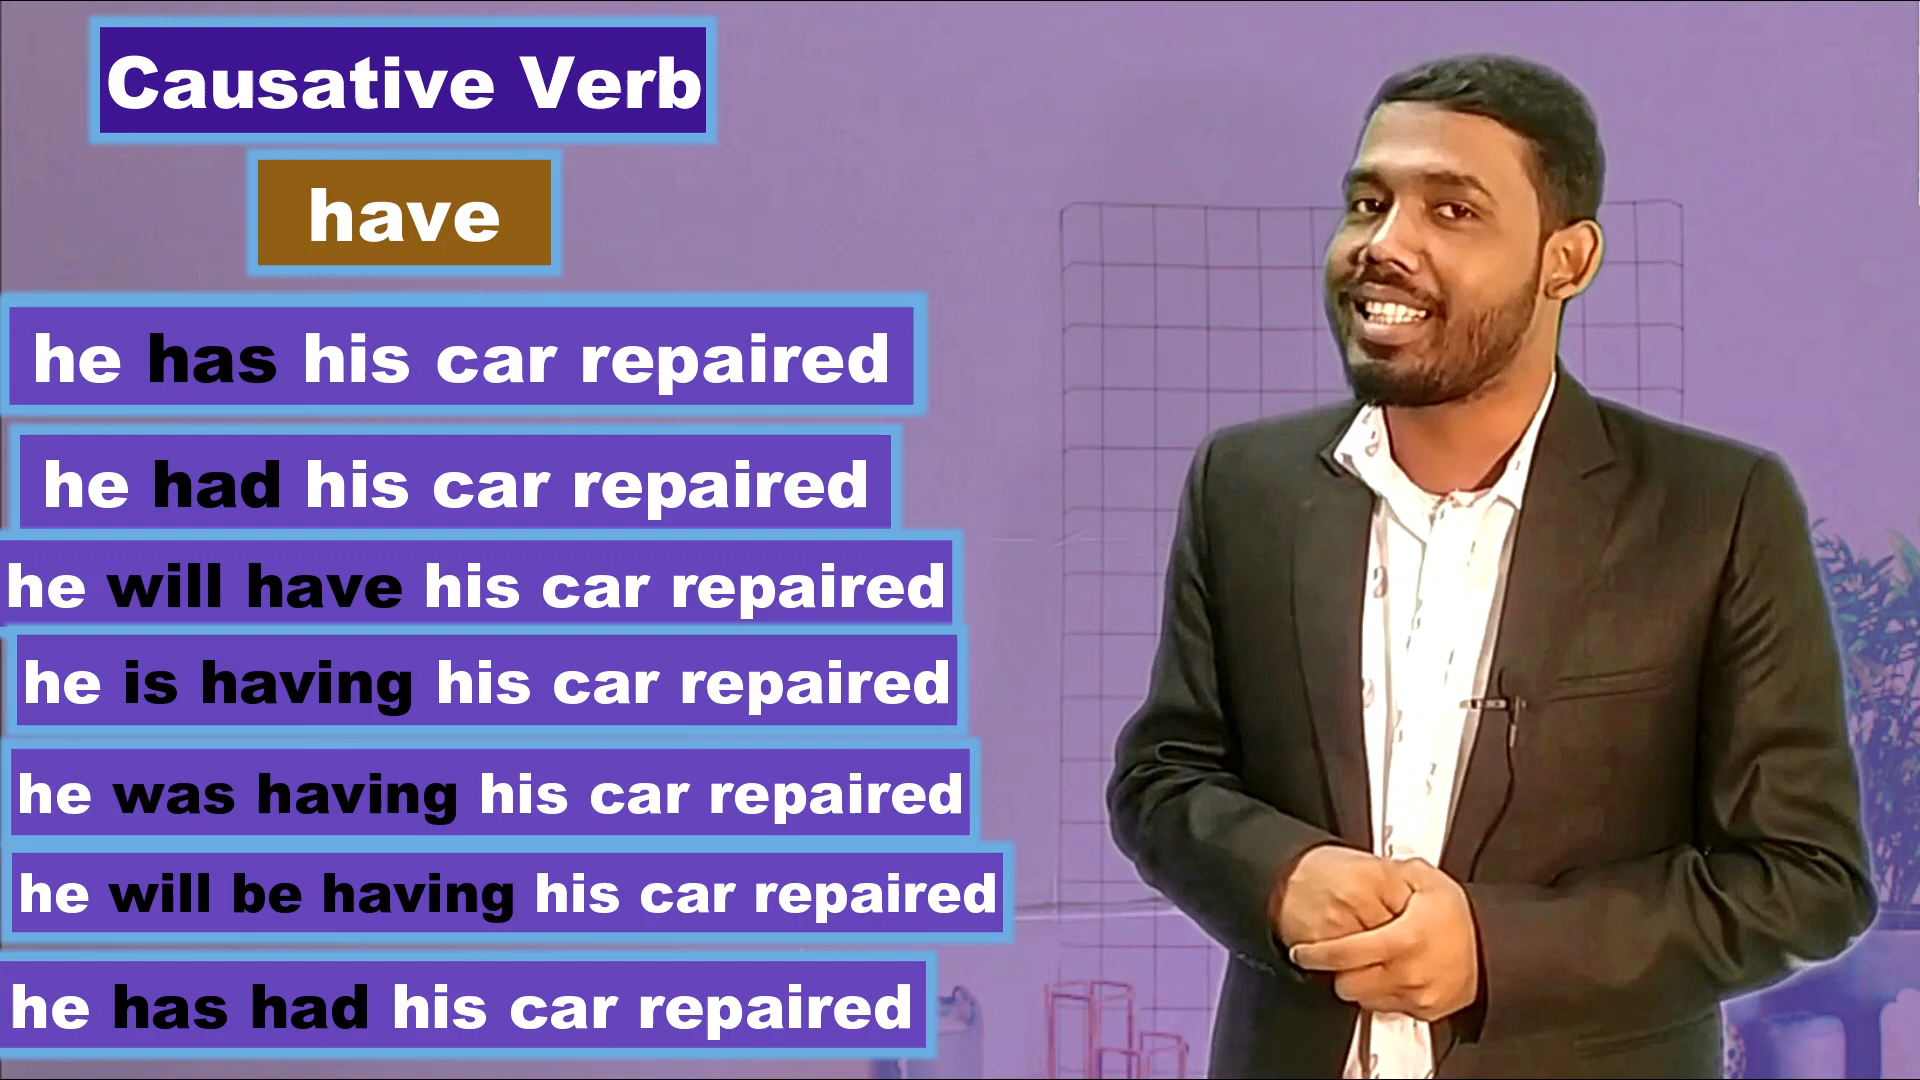 Causative Verb
have
he has his car repaired
he had his car repaired
he will have his car repaired
he is having his car repaired
he was having his car repaired
he will be having his car repaired
he has had his car repaired